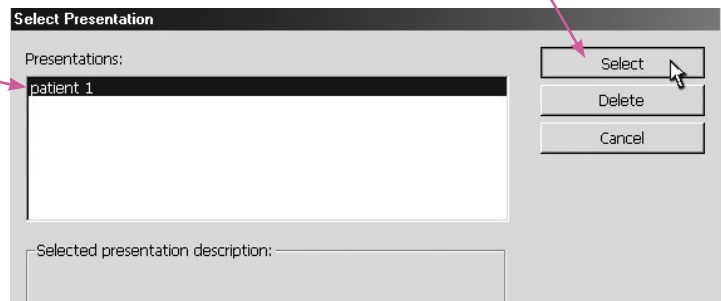 Select Presentation
Presentations:
patient 1
Select
Delete
Cancel
Selected presentation description: